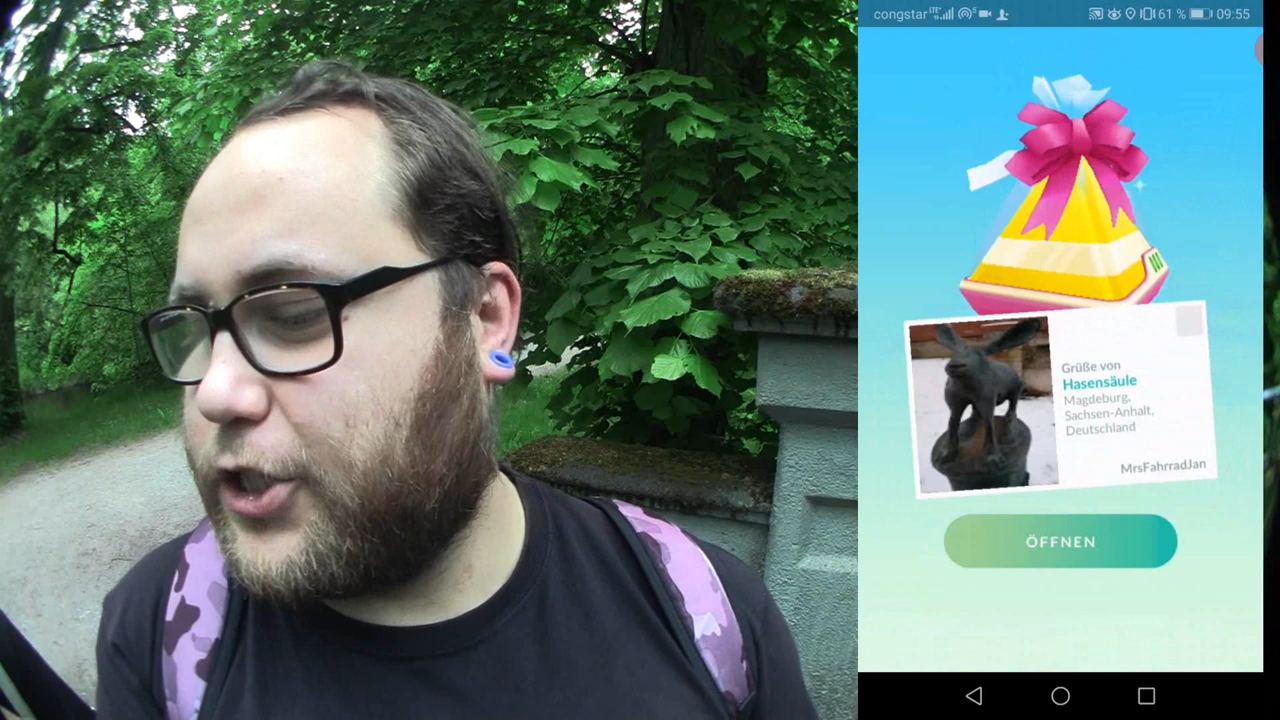 congstar 61 % 09:55
Grüße von
Hasensäule
Magdeburg,
Sachsen-Anhalt,
Deutschland
MrsFahrradJan
ÖFFNEN